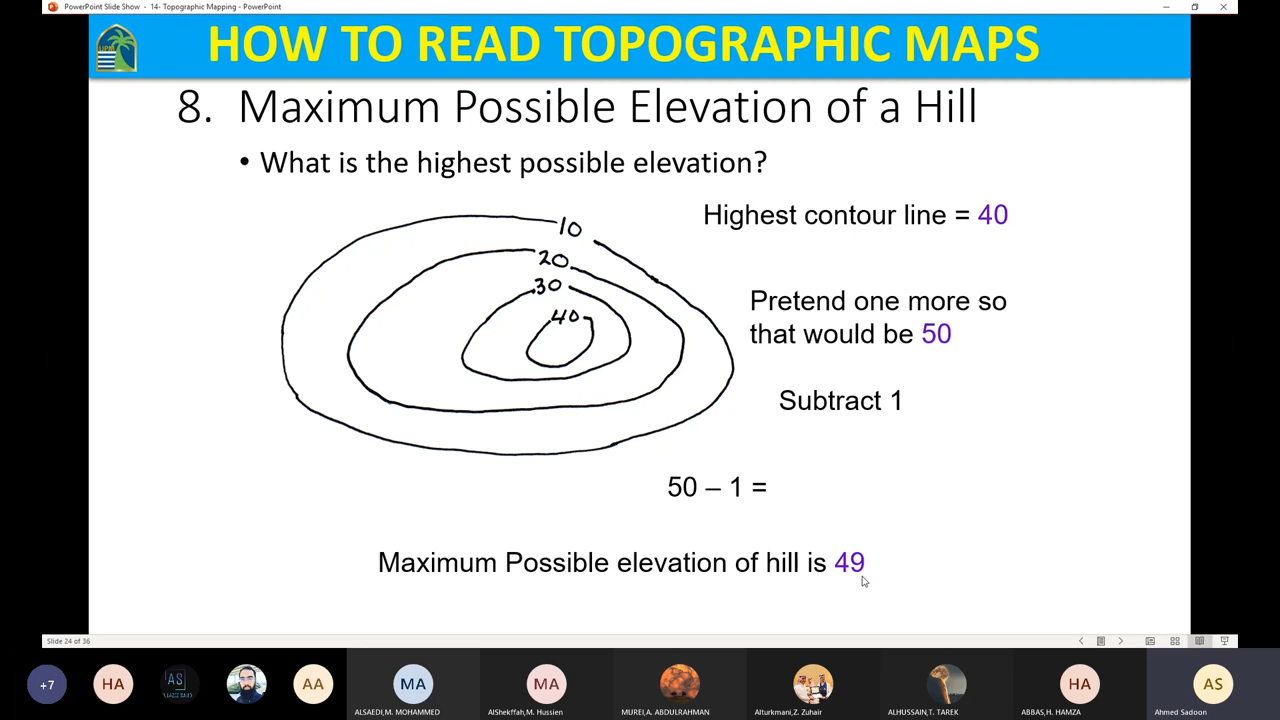 PowerPoint Slide Show - 14- Topographic Mapping - PowerPoint
UPM
HOW TO READ TOPOGRAPHIC MAPS
8. Maximum Possible Elevation of a Hill
• What is the highest possible elevation?
Highest contour line = 40
10
20
30
40
Pretend one more so
that would be 50
Subtract 1
50 – 1 =
Maximum Possible elevation of hill is 49
Slide 24 of 36
+7
HA
AS
AA
MA
MA
HA
AS
ALSAEDI,M. MOHAMMED
AlShekffah,M. Hussien
MUREI,A. ABDULRAHMAN
Alturkmani,Z. Zuhair
ALHUSSAIN,T. TAREK
ABBAS,H. HAMZA
Ahmed Sadoon